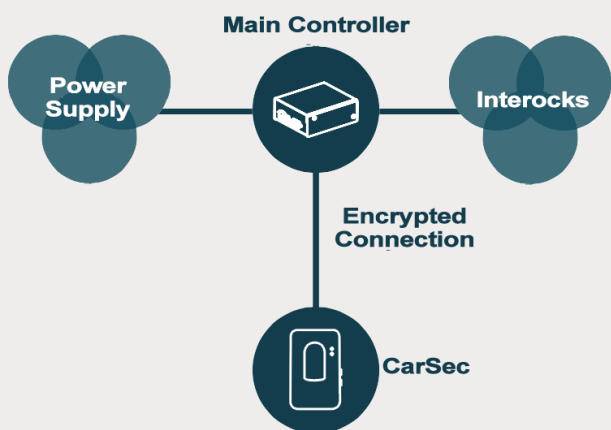 Main Controller
Power
Supply
Interocks
Encrypted
Connection
CarSec